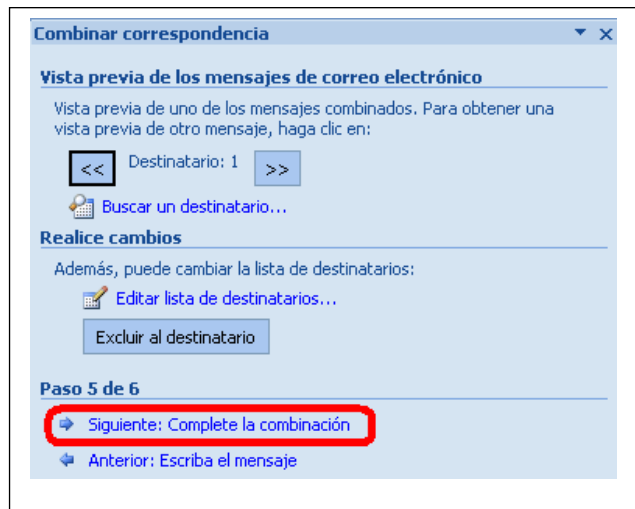 Combinar correspondencia
Vista previa de los mensajes de correo electrónico
Vista previa de uno de los mensajes combinados. Para obtener una
vista previa de otro mensaje, haga clic en:
<< Destinatario: 1 >>
Buscar un destinatario...
Realice cambios
Además, puede cambiar la lista de destinatarios:
Editar lista de destinatarios...
Excluir al destinatario
Paso 5 de 6
Siguiente: Complete la combinación
Anterior: Escriba el mensaje